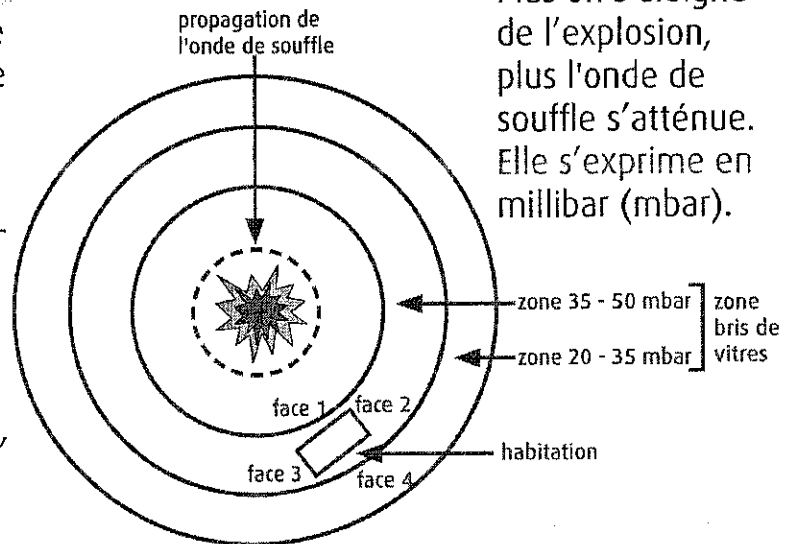 propagation de
l'onde de souffle
de l'explosion,
plus l'onde de
souffle s'atténue.
Elle s'exprime en
millibar (mbar).
zone 35 - 50 mbar
zone 20 - 35 mbar
zone
bris de
vitres
face 1
face 2
habitation
face 3
face 4